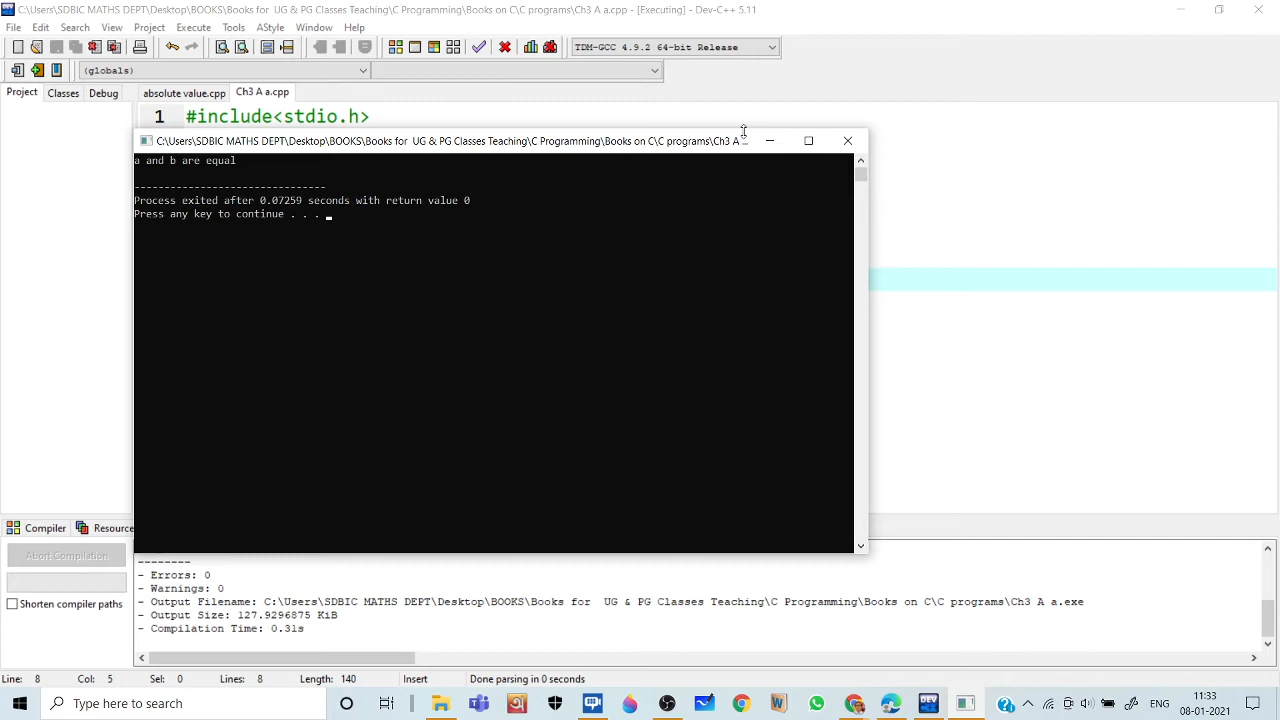 C:\Users\SDBIC MATHS DEPT\Desktop\BOOKS\Books for UG & PG Classes Teaching\C Programming\Books on C\C programs\Ch3 A a.cpp - [Executing] - Dev-C++ 5.11
File Edit Search View Project Execute Tools AStyle Window Help
TDM-GCC 4.9.2 64-bit Release
(globals)
Project Classes Debug absolute value.cpp Ch3 A a.cpp
1 #include<stdio.h>
C:\Users\SDBIC MATHS DEPT\Desktop\BOOKS\Books for UG & PG Classes Teaching\C Programming\Books on C\C programs\Ch3 A ...
a and b are equal
--------------------------------
Process exited after 0.07259 seconds with return value 0
Press any key to continue . . . _
Compiler Resource
Abort Compilation
Shorten compiler paths
--------
- Errors: 0
- Warnings: 0
- Output Filename: C:\Users\SDBIC MATHS DEPT\Desktop\BOOKS\Books for UG & PG Classes Teaching\C Programming\Books on C\C programs\Ch3 A a.exe
- Output Size: 127.9296875 KiB
- Compilation Time: 0.31s
Line: 8 Col: 5 Sel: 0 Lines: 8 Length: 140 Insert Done parsing in 0 seconds
Type here to search
ENG
11:33
08-01-2021